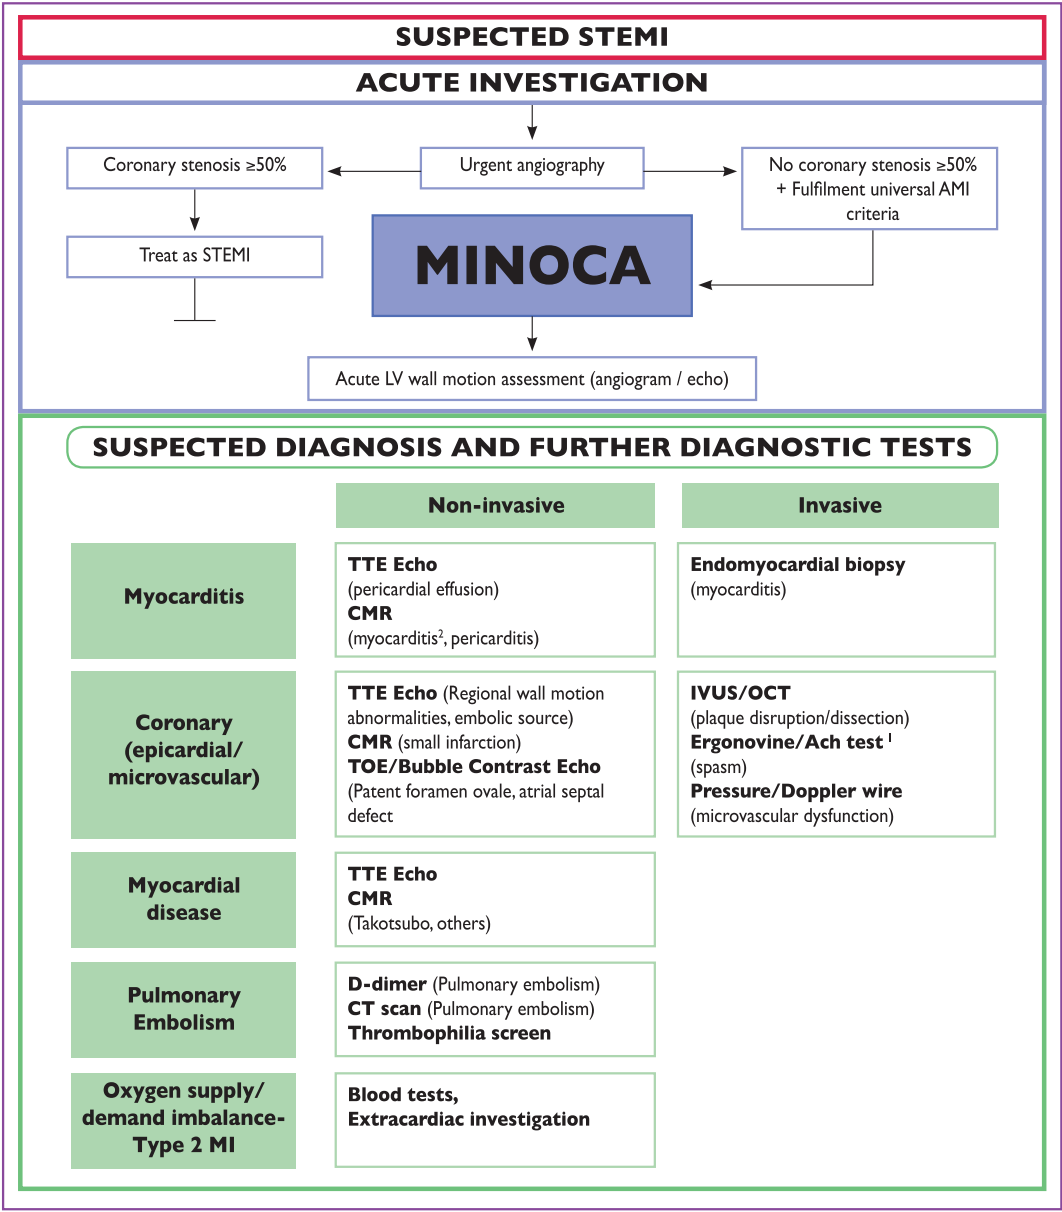 SUSPECTED STEMI
ACUTE INVESTIGATION
Coronary stenosis ≥50%
Urgent angiography
No coronary stenosis ≥50%
+ Fulfilment universal AMI
criteria
Treat as STEMI
MINOCA
Acute LV wall motion assessment (angiogram / echo)
SUSPECTED DIAGNOSIS AND FURTHER DIAGNOSTIC TESTS
Non-invasive
Invasive
Myocarditis
TTE Echo
(pericardial effusion)
CMR
(myocarditis², pericarditis)
Endomyocardial biopsy
(myocarditis)
Coronary
(epicardial/
microvascular)
TTE Echo (Regional wall motion
abnormalities, embolic source)
CMR (small infarction)
TOE/Bubble Contrast Echo
(Patent foramen ovale, atrial septal
defect
IVUS/OCT
(plaque disruption/dissection)
Ergonovine/Ach test ¹
(spasm)
Pressure/Doppler wire
(microvascular dysfunction)
Myocardial
disease
TTE Echo
CMR
(Takotsubo, others)
Pulmonary
Embolism
D-dimer (Pulmonary embolism)
CT scan (Pulmonary embolism)
Thrombophilia screen
Oxygen supply/
demand imbalance-
Type 2 MI
Blood tests,
Extracardiac investigation